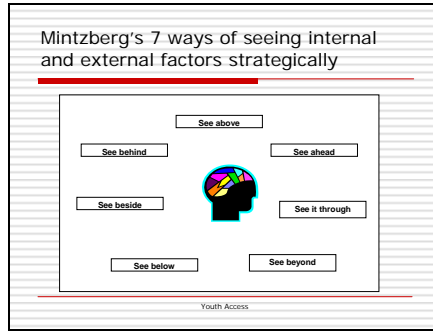 Mintzberg's 7 ways of seeing internal
and external factors strategically
See above
See behind
See ahead
See beside
See it through
See below
See beyond
Youth Access